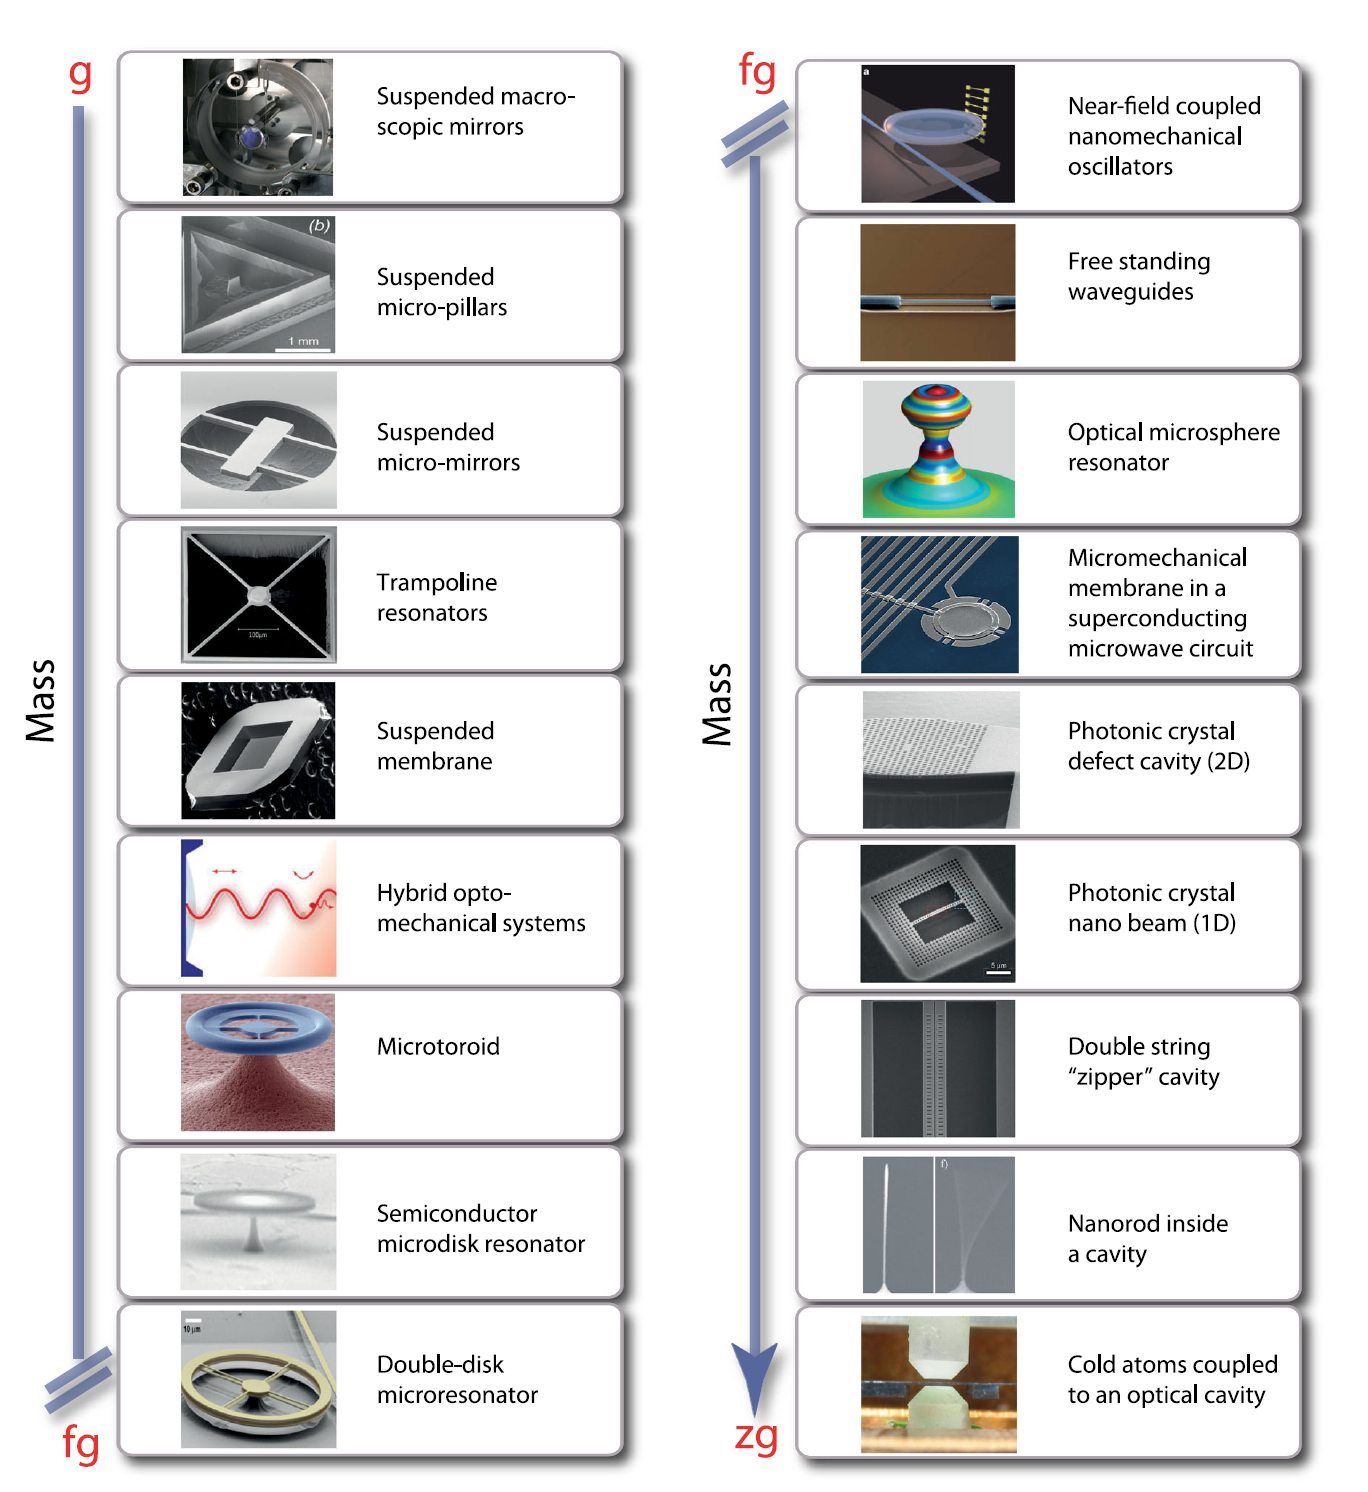 g
Suspended macro-
scopic mirrors
(b)
1 mm
Suspended
micro-pillars
Suspended
micro-mirrors
100µm
Trampoline
resonators
Suspended
membrane
Hybrid opto-
mechanical systems
Microtoroid
Semiconductor
microdisk resonator
10 µm
Double-disk
microresonator
Mass
fg
fg
a
Near-field coupled
nanomechanical
oscillators
Free standing
waveguides
Optical microsphere
resonator
Micromechanical
membrane in a
superconducting
microwave circuit
Photonic crystal
defect cavity (2D)
5 µm
Photonic crystal
nano beam (1D)
Double string
“zipper” cavity
f)
Nanorod inside
a cavity
Cold atoms coupled
to an optical cavity
Mass
zg